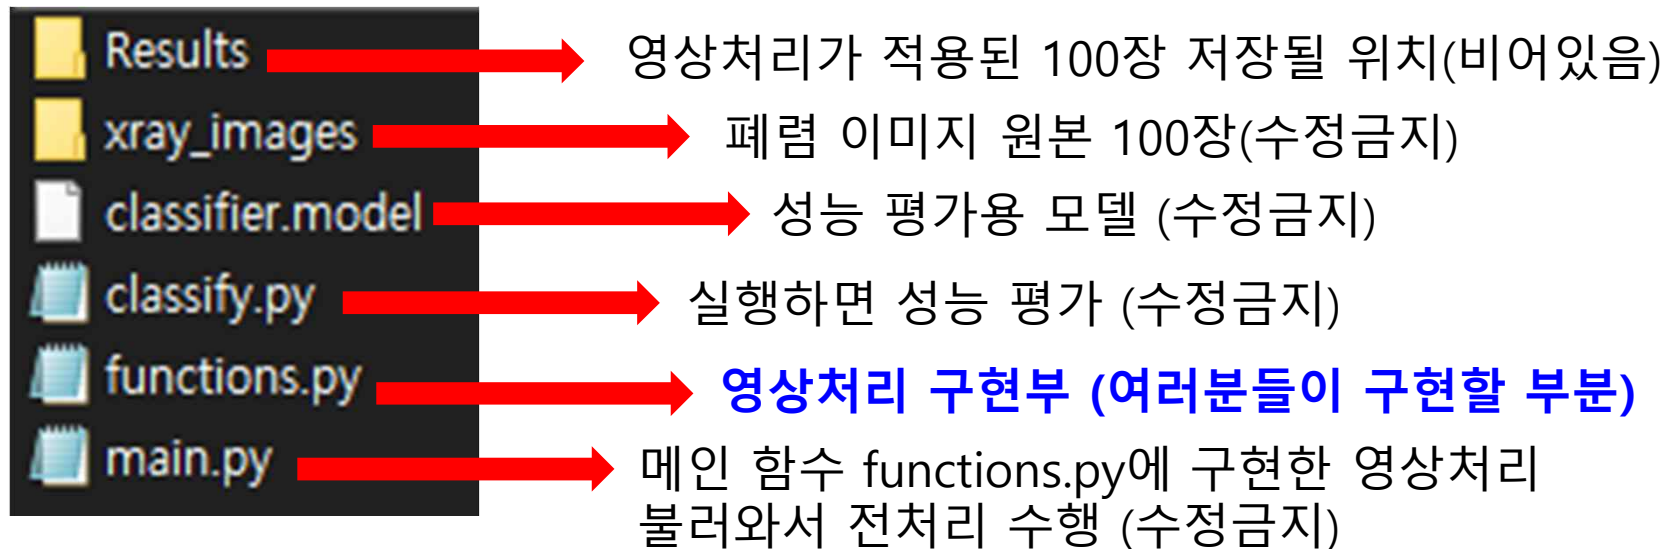 Results 영상처리가 적용된 100장 저장될 위치(비어있음)
xray_images 폐렴 이미지 원본 100장(수정금지)
classifier.model 성능 평가용 모델 (수정금지)
classify.py 실행하면 성능 평가 (수정금지)
functions.py 영상처리 구현부 (여러분들이 구현할 부분)
main.py 메인 함수 functions.py에 구현한 영상처리
불러와서 전처리 수행 (수정금지)